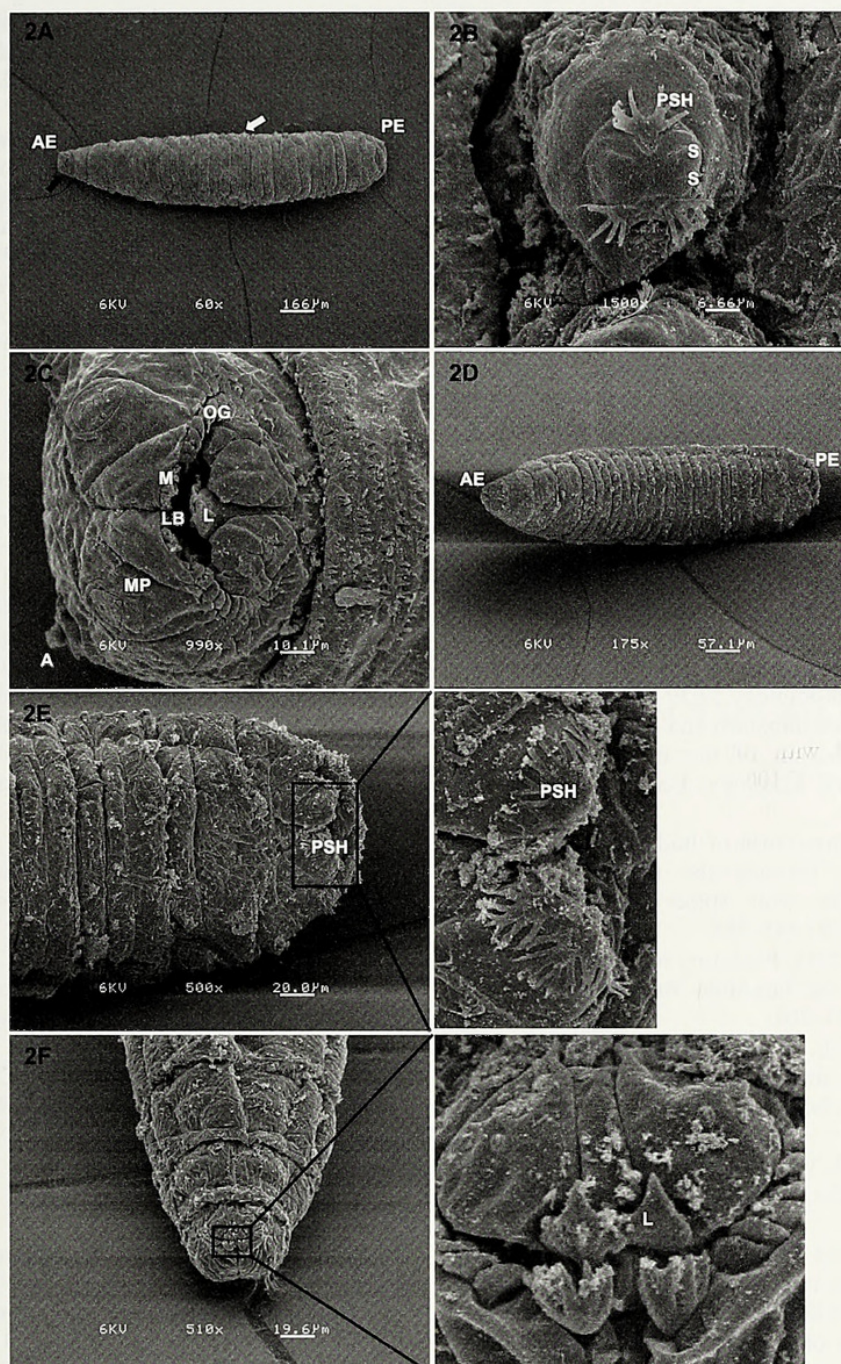 2A
AE
PE
6KV 60x 166µm
2B
PSH
S
S
6KV 1500x 6.66µm
2C
OG
M
LB
L
MP
A
6KV 990x 10.1µm
2D
AE
PE
6KV 175x 57.1µm
with
2E
PSH
6KV 500x 20.0µm
PSH
2F
6KV 510x 19.6µm
L